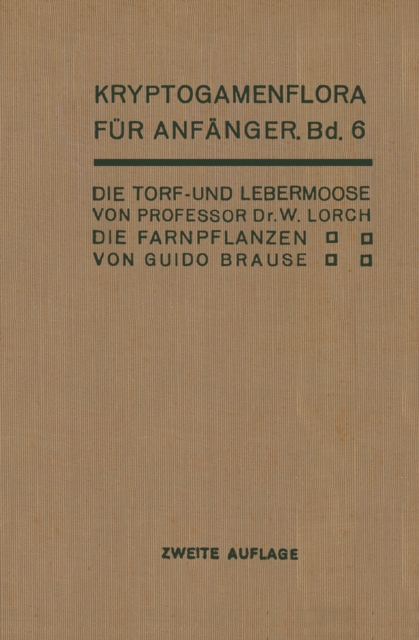 KRYPTOGAMENFLORA
FÜR ANFÄNGER. Bd. 6
DIE TORF-UND LEBERMOOSE
VON PROFESSOR Dr. W. LORCH
DIE FARNPFLANZEN
VON GUIDO BRAUSE
ZWEITE AUFLAGE